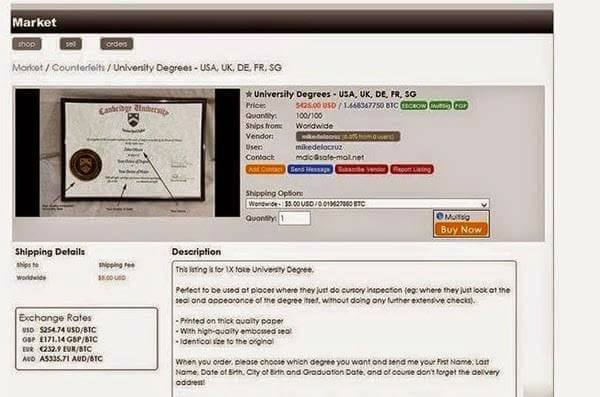 Market
shop sell orders
Market / Counterfeits / University Degrees - USA, UK, DE, FR, SG
University Degrees - USA, UK, DE, FR, SG
Price: $425.00 USD / 1.668367750 BTC ESCROW Multisig PGP
Quantity: 100/100
Ships from: Worldwide
Vendor: mikedelacruz
User: mikedelacruz
Contact: mdlc@safe-mail.net
Add Contact Send Message Subscribe Vendor Report Listing
Shipping Option:
Worldwide - $5.00 USD / 0.019627860 BTC
Quantity: 1
Multisig
Buy Now
Cambridge University
Shipping Details
Ships to Shipping Fee
Worldwide $5.00 USD
Exchange Rates
USD $254.74 USD/BTC
GBP £171.14 GBP/BTC
EUR €232.9 EUR/BTC
AUD A$335.71 AUD/BTC
Description
This listing is for 1X fake University Degree.
Perfect to be used at places where they just do cursory inspection (eg: where they just look at the
seal and appearance of the degree itself, without doing any further extensive checks).
- Printed on thick quality paper
- With high-quality embossed seal
- Identical size to the original
When you order, please choose which degree you want and send me your First Name, Last
Name, Date of Birth, City of Birth and Graduation Date, and of course don't forget the delivery
address!